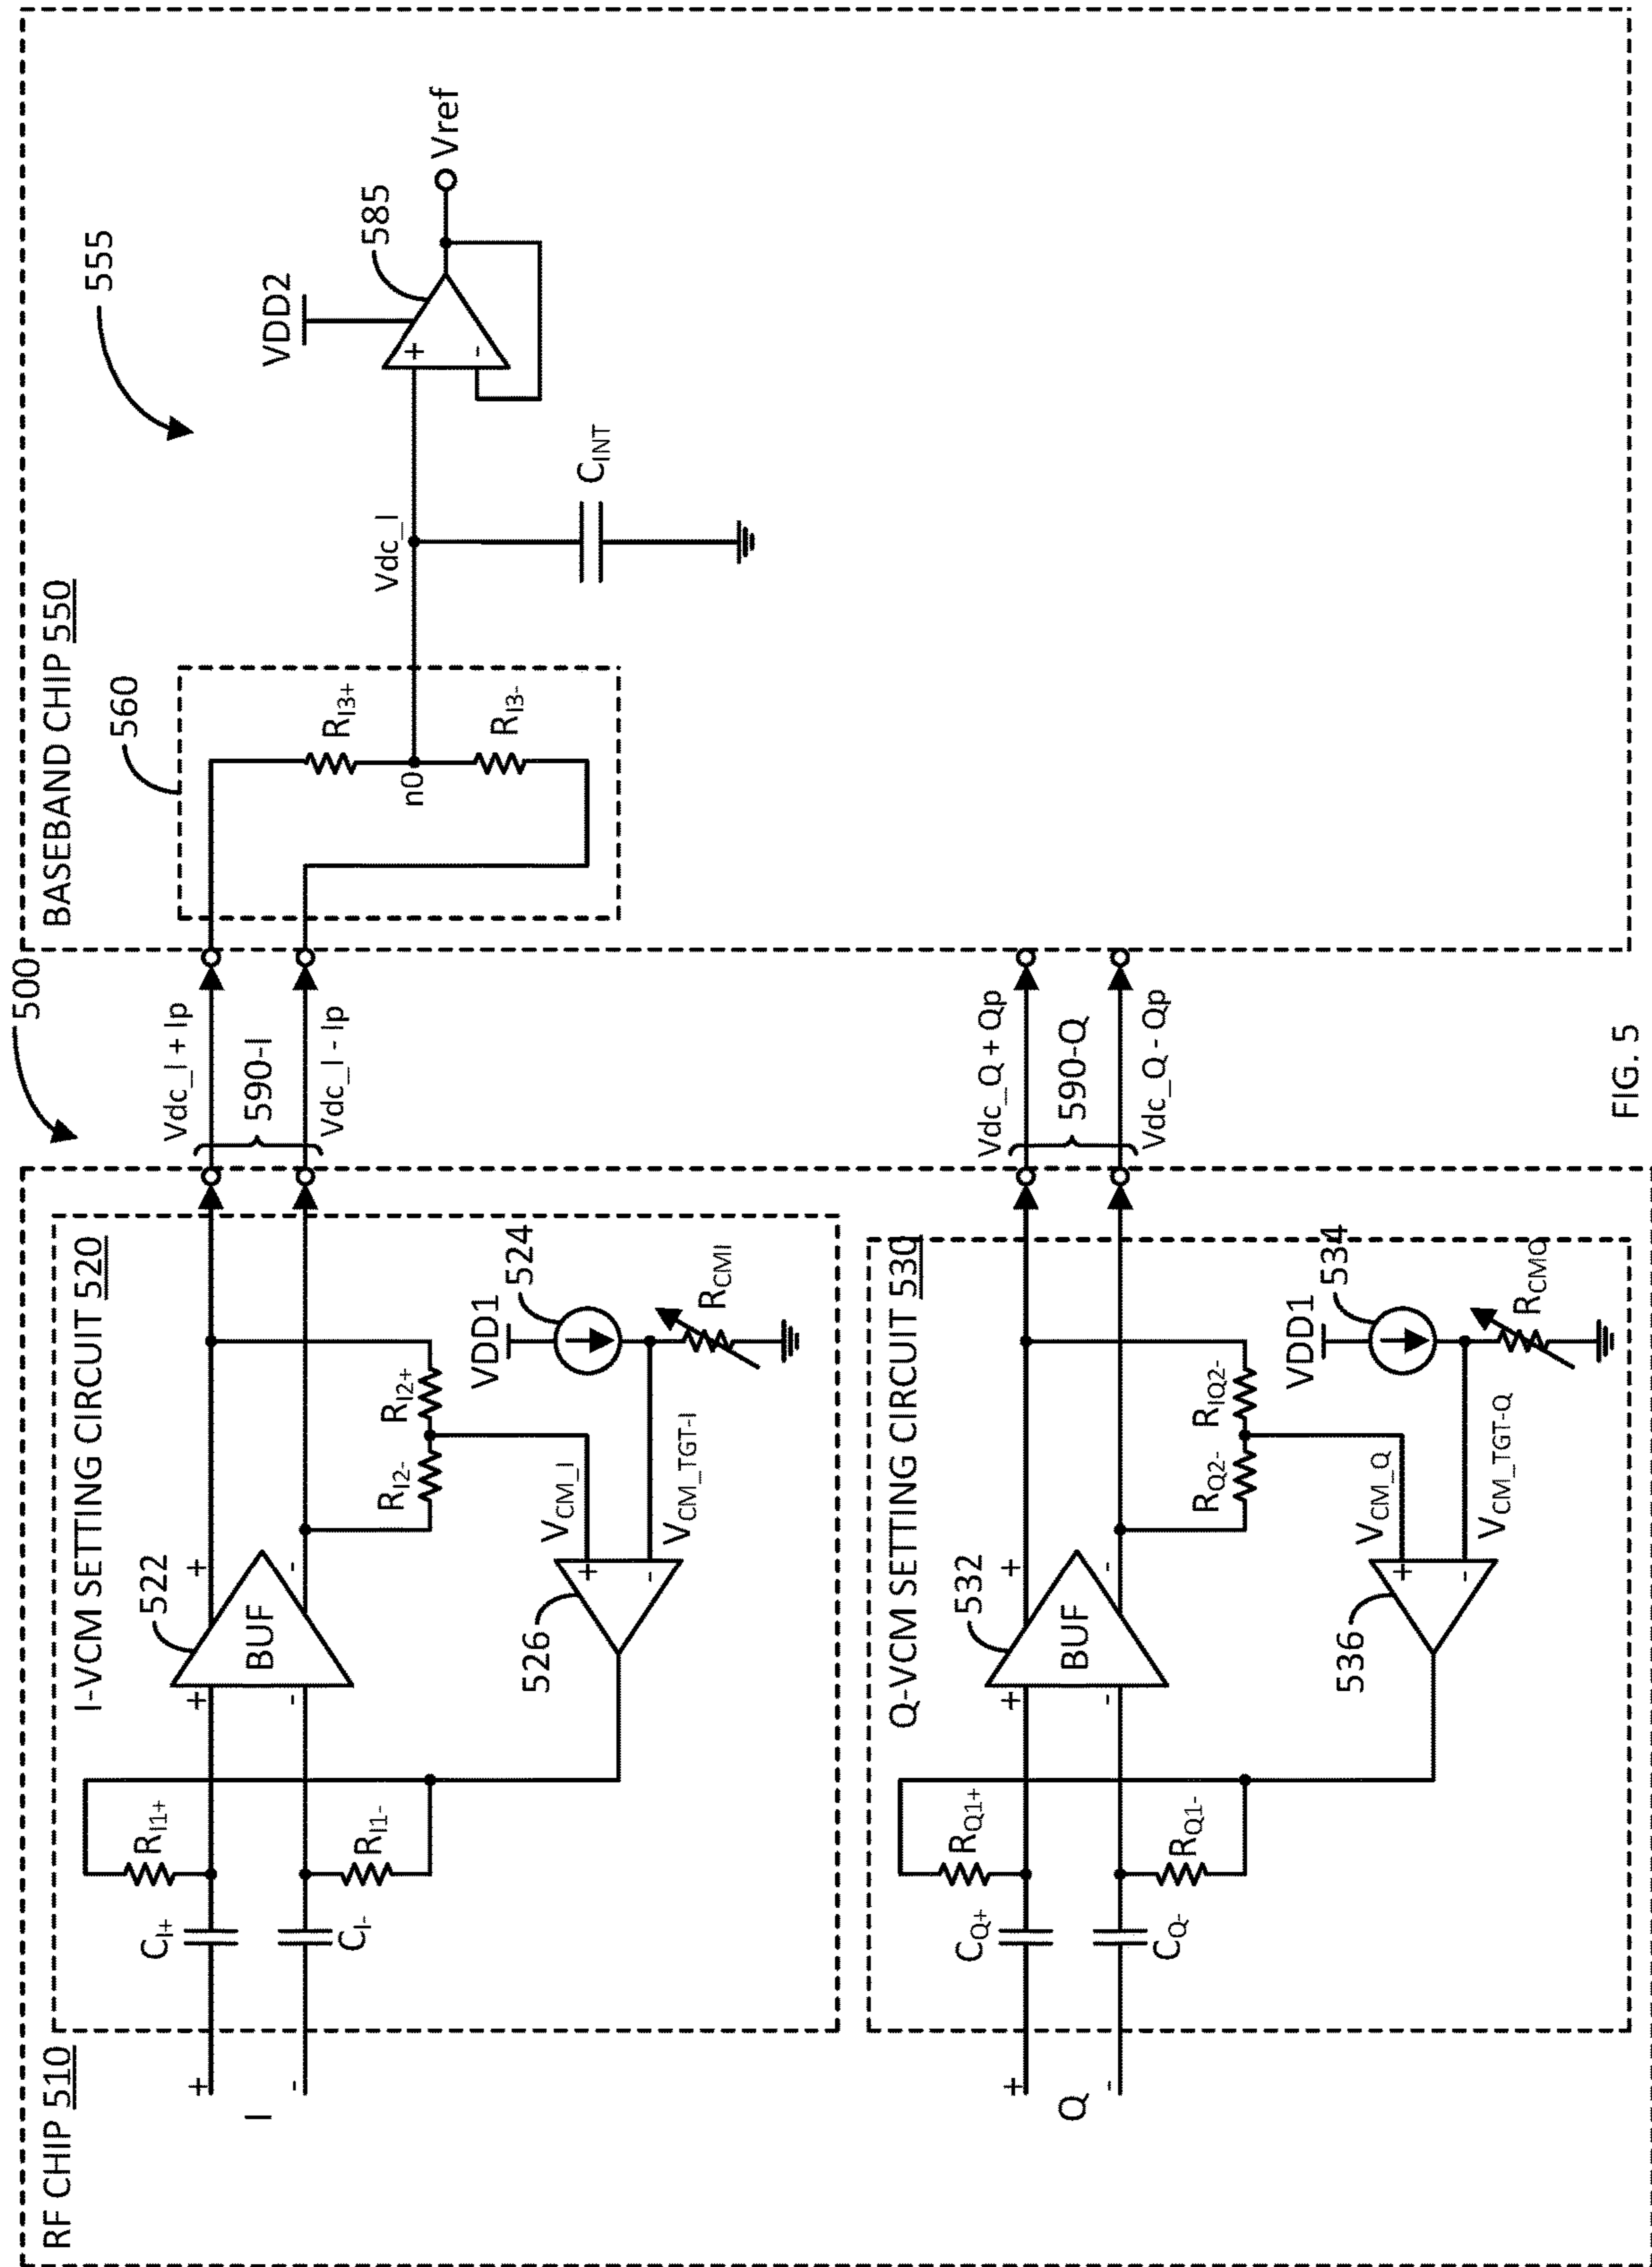 500
RF CHIP 510
I-VCM SETTING CIRCUIT 520
I
+
-
C_I+
C_I-
R_I1+
R_I1-
522
BUF
+
-
+
-
R_I2-
R_I2+
526
+
-
V_CM_I
V_CM_TGT-I
VDD1
524
R_CMI
Vdc_I + Ip
590-I
Vdc_I - Ip
Q-VCM SETTING CIRCUIT 530
Q
+
-
C_Q+
C_Q-
R_Q1+
R_Q1-
532
BUF
+
-
+
-
R_Q2-
R_IQ2-
536
+
-
V_CM_Q
V_CM_TGT-Q
VDD1
534
R_CMQ
Vdc_Q + Qp
590-Q
Vdc_Q - Qp
BASEBAND CHIP 550
555
560
R_I3+
n0
R_I3-
Vdc_I
C_INT
VDD2
585
+
-
Vref
FIG. 5